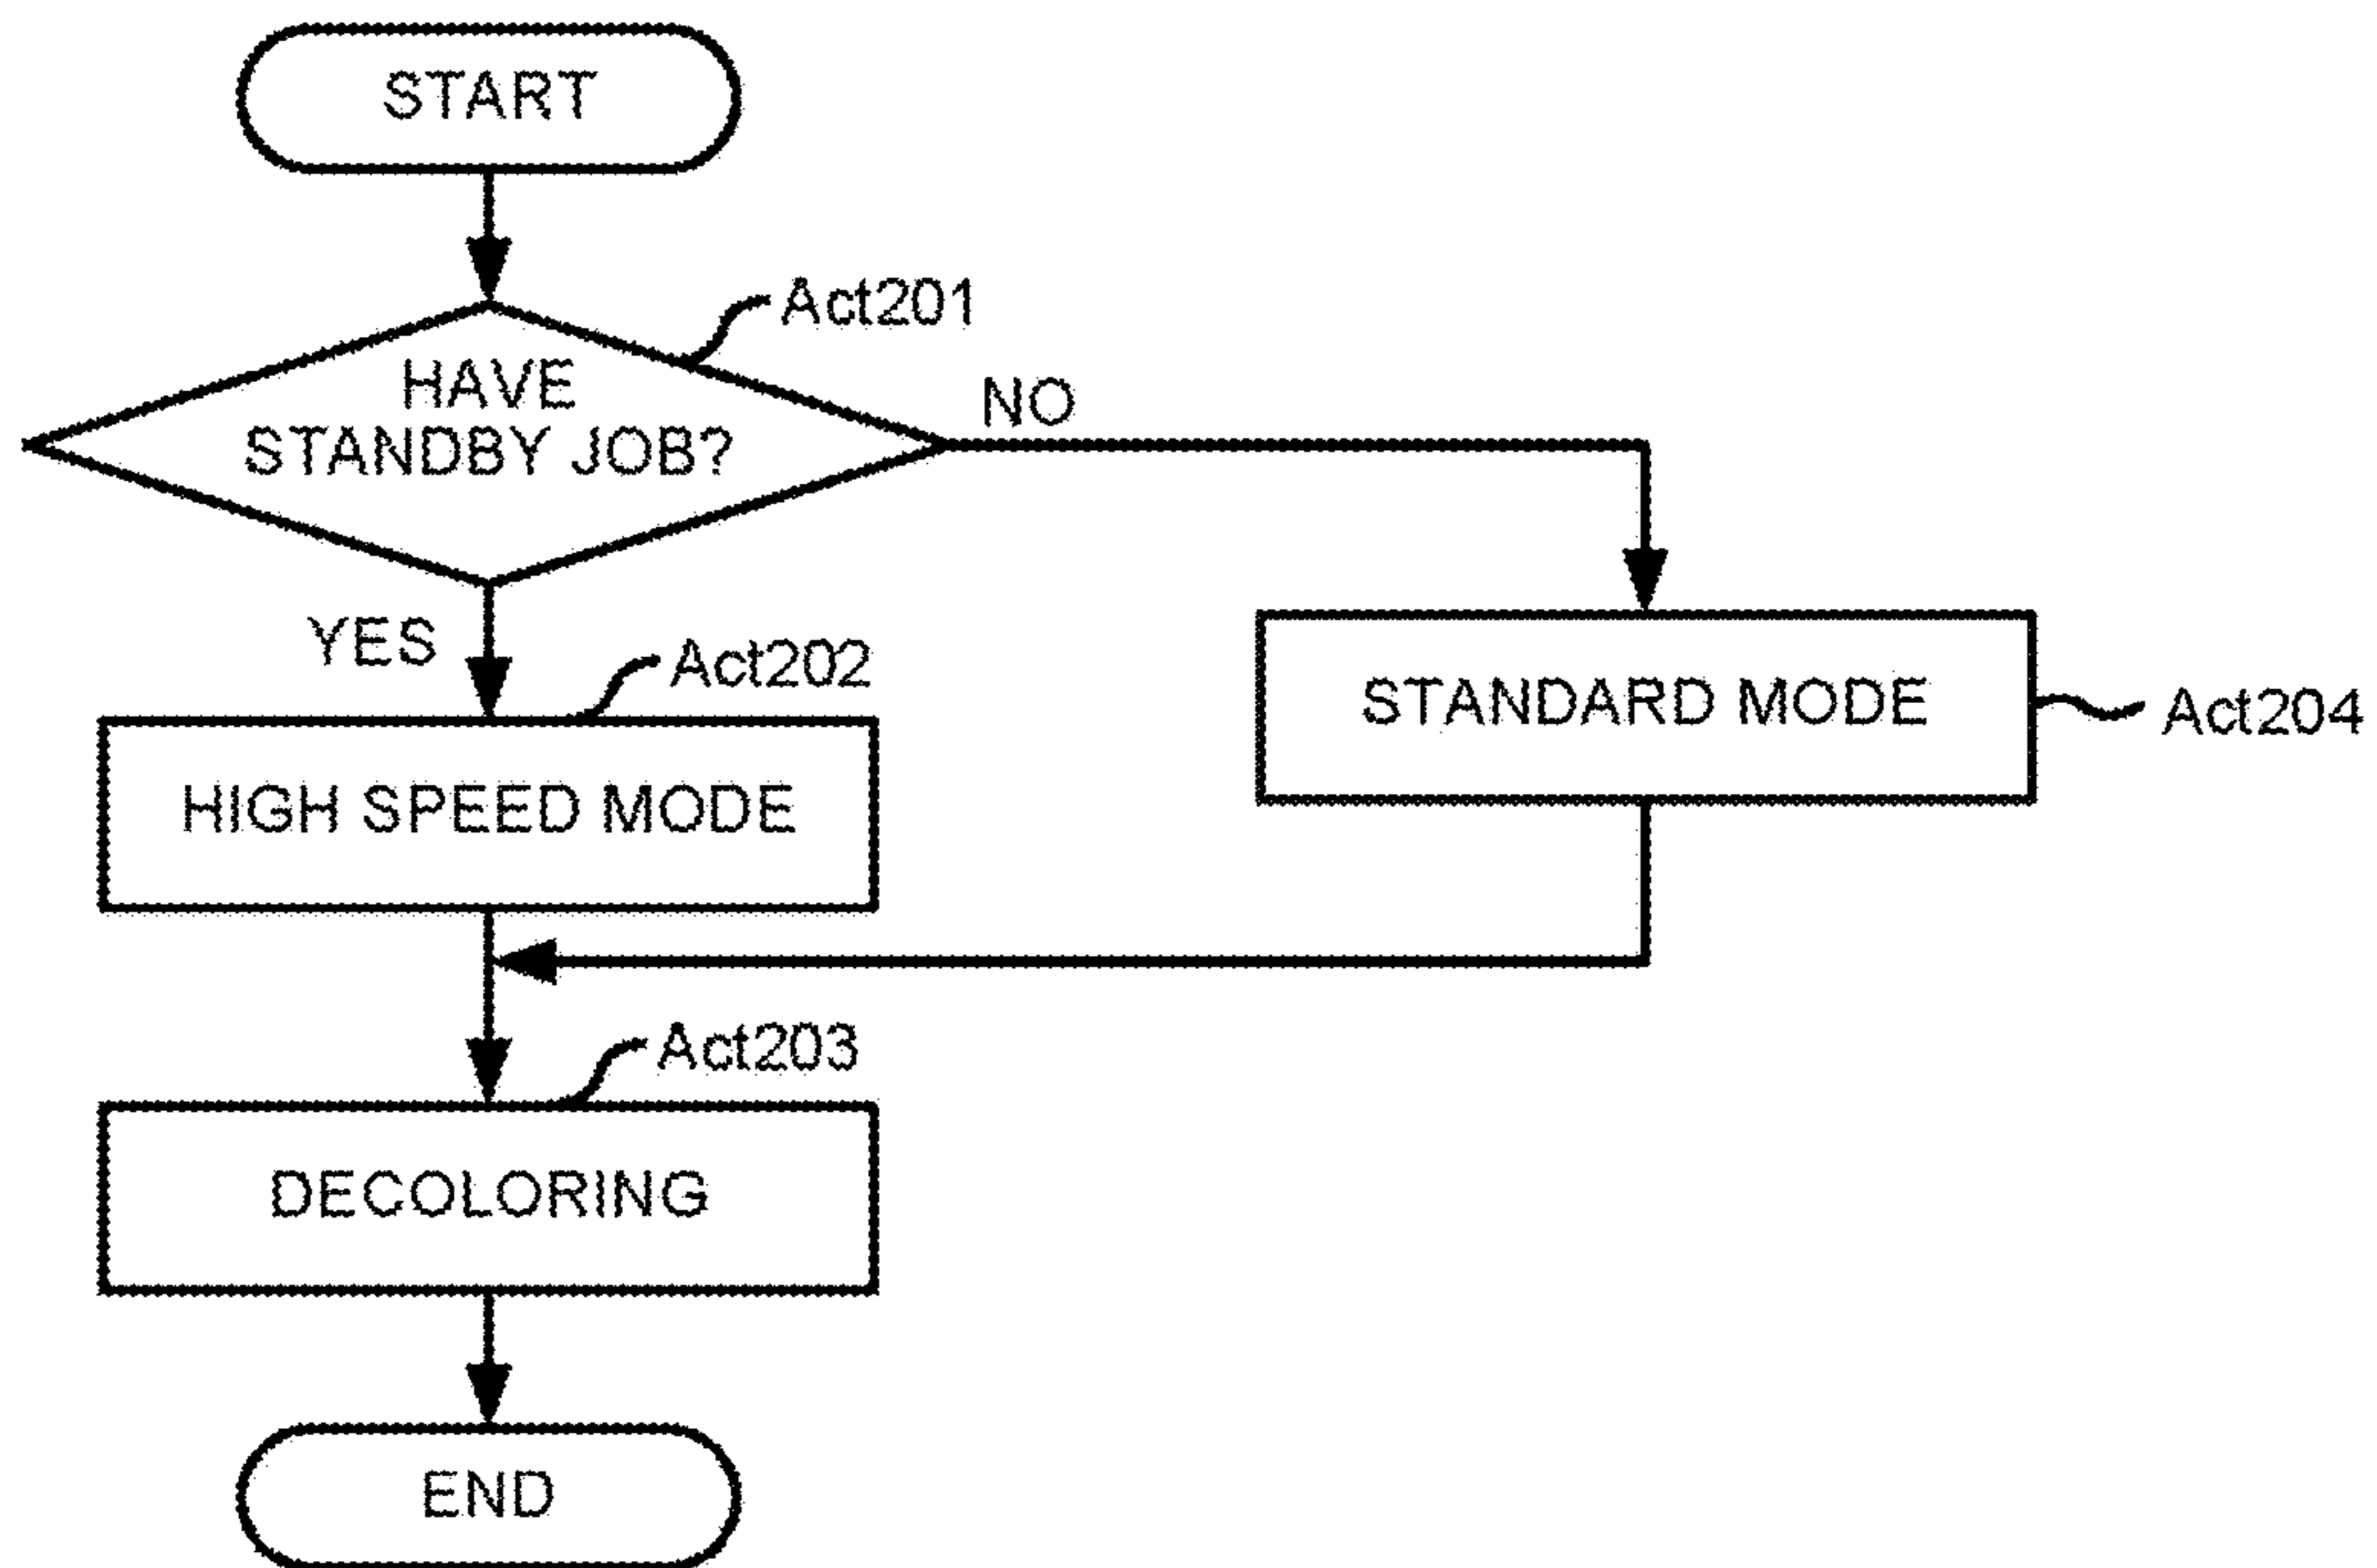 START
Act201
HAVE
STANDBY JOB?
NO
YES
Act202
HIGH SPEED MODE
STANDARD MODE
Act204
Act203
DECOLORING
END